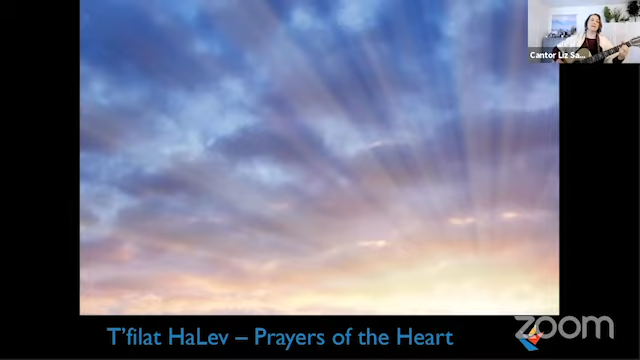 Cantor Liz Sa...
T'filat HaLev – Prayers of the Heart
zoom